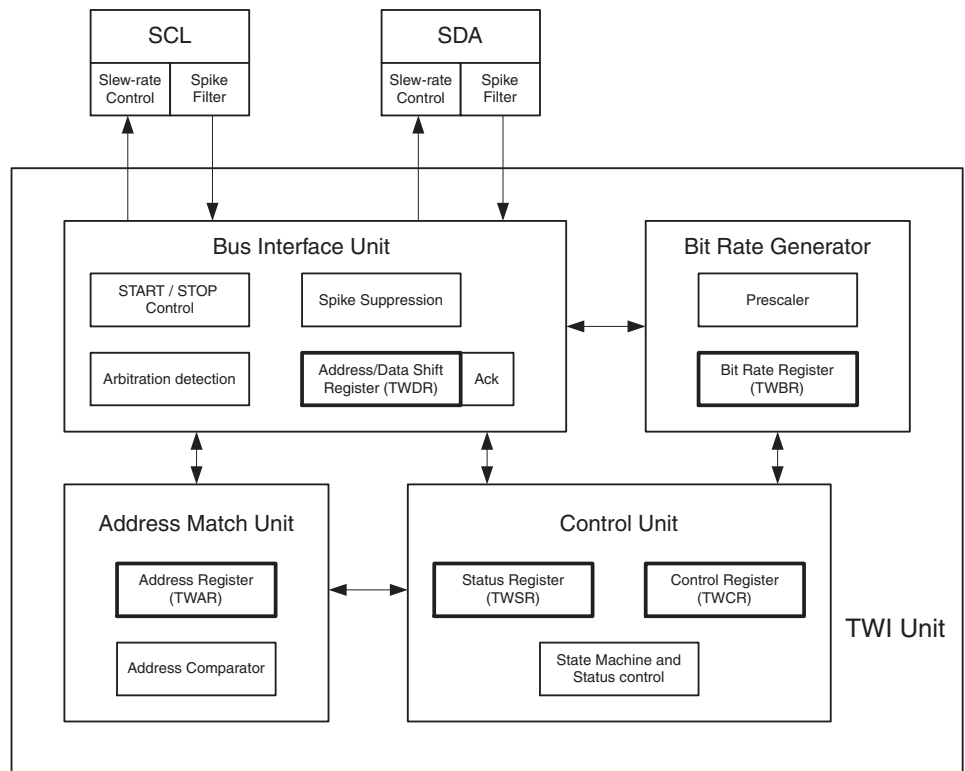 SCL
Slew-rate
Control
Spike
Filter
SDA
Slew-rate
Control
Spike
Filter
Bus Interface Unit
START / STOP
Control
Spike Suppression
Arbitration detection
Address/Data Shift
Register (TWDR)
Ack
Bit Rate Generator
Prescaler
Bit Rate Register
(TWBR)
Address Match Unit
Address Register
(TWAR)
Address Comparator
Control Unit
Status Register
(TWSR)
Control Register
(TWCR)
State Machine and
Status control
TWI Unit